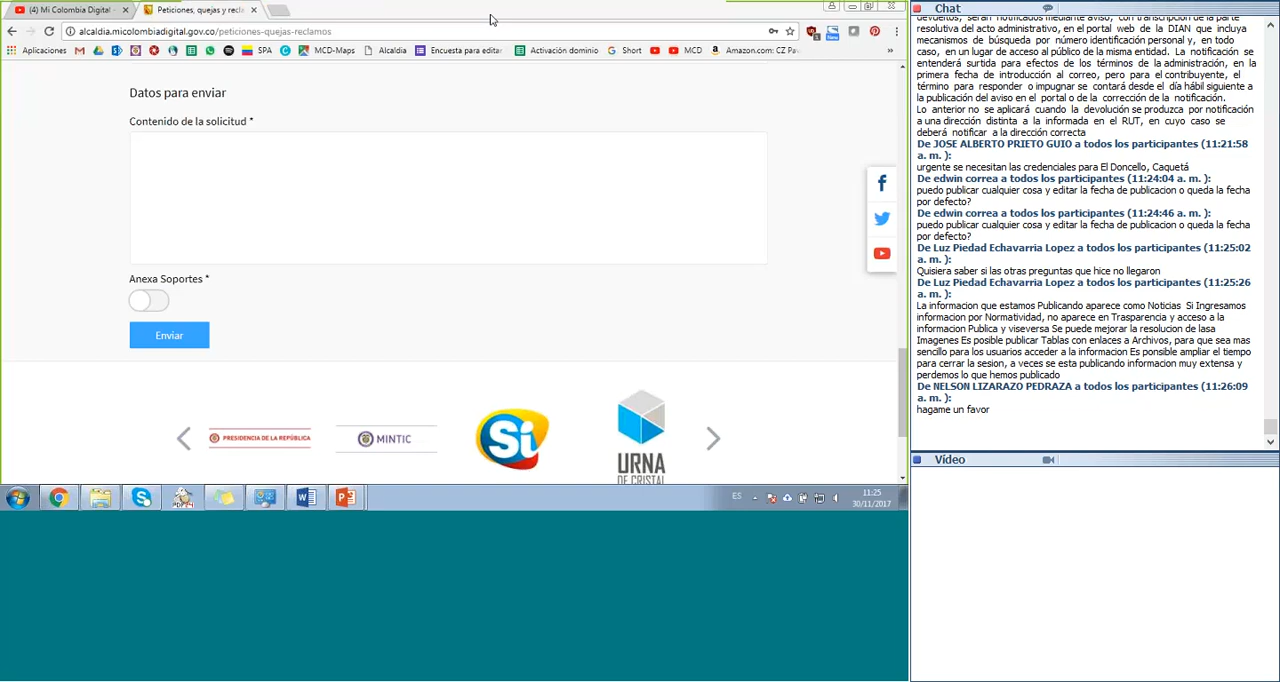 (4) Mi Colombia Digital -
Peticiones, quejas y recla
alcaldia.micolombiadigital.gov.co/peticiones-quejas-reclamos
Aplicaciones SPA MCD-Maps Alcaldia Encuesta para editar Activación dominio Short MCD Amazon.com: CZ Pa
Datos para enviar
Contenido de la solicitud *
Anexa Soportes *
Enviar
PRESIDENCIA DE LA REPÚBLICA
MINTIC
Si
URNA
DE CRISTAL
ES
11:25
30/11/2017
Chat
devueltos, serán notificados mediante aviso, con transcripción de la parte
resolutiva del acto administrativo, en el portal web de la DIAN que incluya
mecanismos de búsqueda por número identificación personal y, en todo
caso, en un lugar de acceso al público de la misma entidad. La notificación se
entenderá surtida para efectos de los términos de la administración, en la
primera fecha de introducción al correo, pero para el contribuyente, el
término para responder o impugnar se contará desde el día hábil siguiente a
la publicación del aviso en el portal o de la corrección de la notificación.
Lo anterior no se aplicará cuando la devolución se produzca por notificación
a una dirección distinta a la informada en el RUT, en cuyo caso se
deberá notificar a la dirección correcta
De JOSE ALBERTO PRIETO GUIO a todos los participantes (11:21:58
a. m. ):
urgente se necesitan las credenciales para El Doncello, Caquetá
De edwin correa a todos los participantes (11:24:04 a. m. ):
puedo publicar cualquier cosa y editar la fecha de publicacion o queda la fecha
por defecto?
De edwin correa a todos los participantes (11:24:46 a. m. ):
puedo publicar cualquier cosa y editar la fecha de publicacion o queda la fecha
por defecto?
De Luz Piedad Echavarria Lopez a todos los participantes (11:25:02
a. m. ):
Quisiera saber si las otras preguntas que hice no llegaron
De Luz Piedad Echavarria Lopez a todos los participantes (11:25:26
a. m. ):
La informacion que estamos Publicando aparece como Noticias Si Ingresamos
informacion por Normatividad, no aparece en Trasparencia y acceso a la
informacion Publica y viseversa Se puede mejorar la resolucion de lasa
Imagenes Es posible publicar Tablas con enlaces a Archivos, para que sea mas
sencillo para los usuarios acceder a la informacion Es ponsible ampliar el tiempo
para cerrar la sesion, a veces se esta publicando informacion muy extensa y
perdemos lo que hemos publicado
De NELSON LIZARAZO PEDRAZA a todos los participantes (11:26:09
a. m. ):
hagame un favor
Vídeo